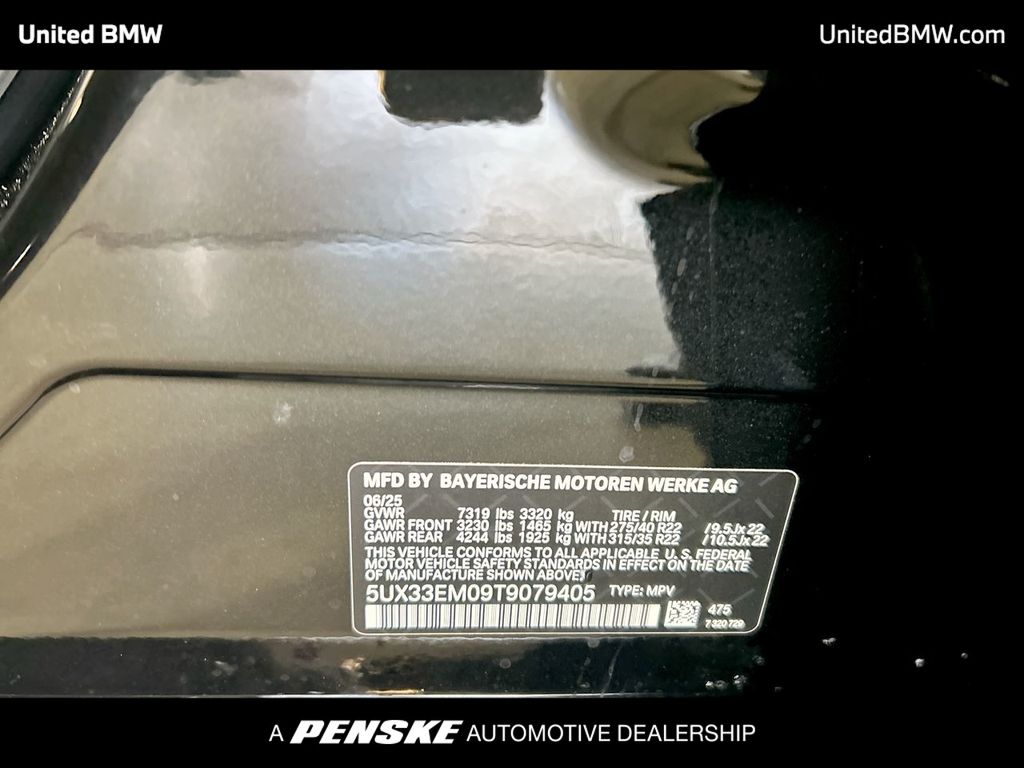 United BMW
UnitedBMW.com
MFD BY BAYERISCHE MOTOREN WERKE AG
06/25
GVWR 7319 lbs 3320 kg TIRE / RIM
GAWR FRONT 3230 lbs 1465 kg WITH 275/40 R22 / 9.5Jx22
GAWR REAR 4244 lbs 1925 kg WITH 315/35 R22 / 10.5Jx22
THIS VEHICLE CONFORMS TO ALL APPLICABLE U. S. FEDERAL
MOTOR VEHICLE SAFETY STANDARDS IN EFFECT ON THE DATE
OF MANUFACTURE SHOWN ABOVE
5UX33EM09T9079405 TYPE: MPV
475
7320729
A PENSKE AUTOMOTIVE DEALERSHIP